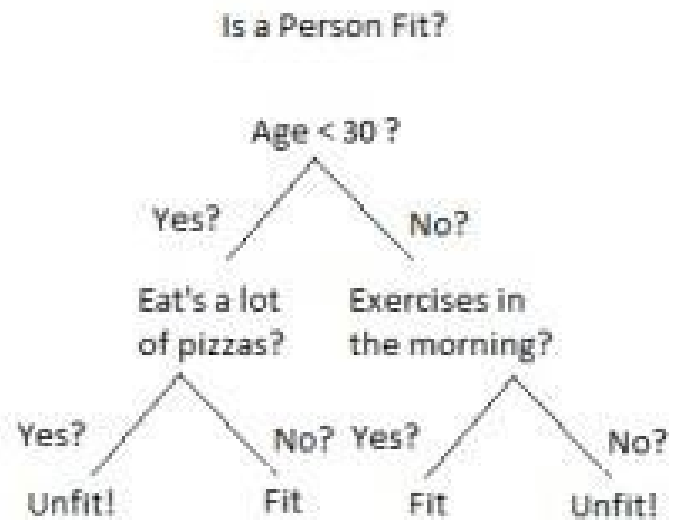 Is a Person Fit?
Age < 30 ?
Yes?
No?
Eat's a lot
of pizzas?
Exercises in
the morning?
Yes?
No?
Yes?
No?
Unfit!
Fit
Fit
Unfit!